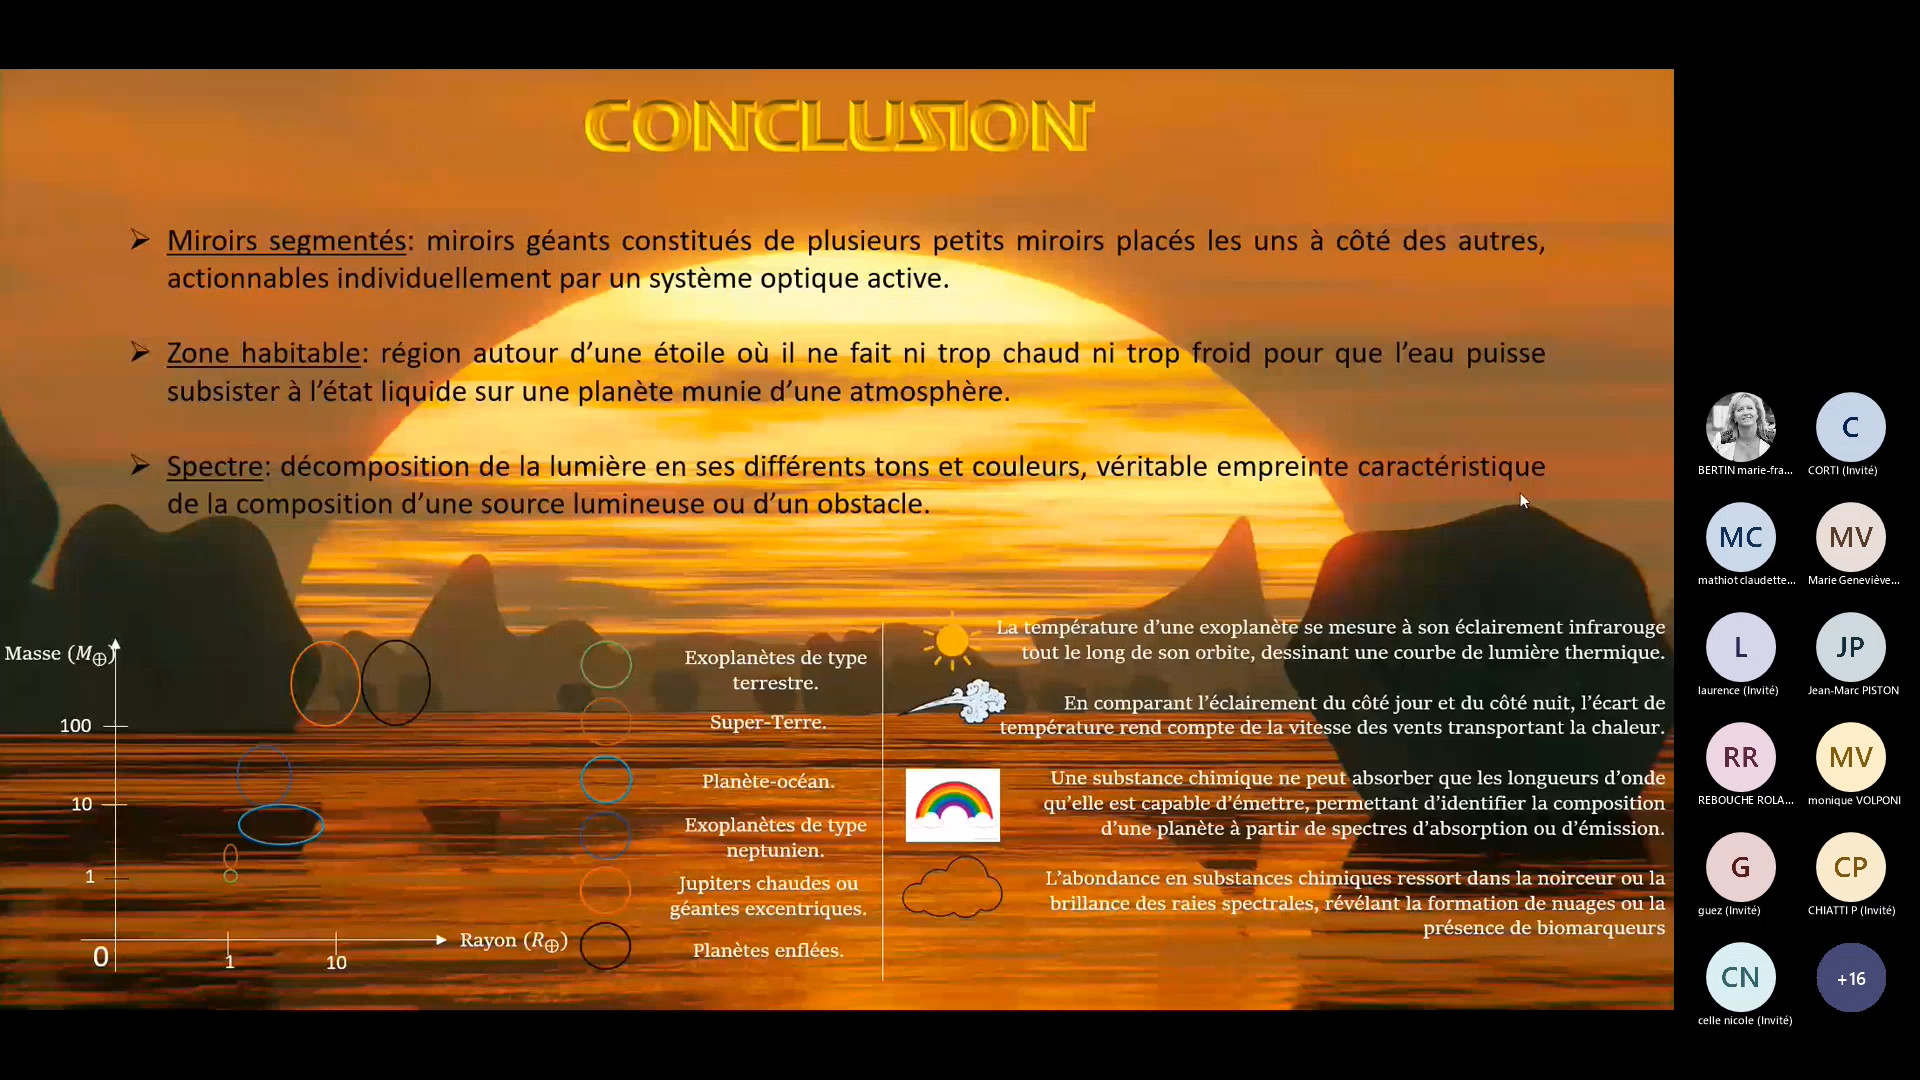 CONCLUSION
➢ Miroirs segmentés: miroirs géants constitués de plusieurs petits miroirs placés les uns à côté des autres,
actionnables individuellement par un système optique active.
➢ Zone habitable: région autour d’une étoile où il ne fait ni trop chaud ni trop froid pour que l’eau puisse
subsister à l’état liquide sur une planète munie d’une atmosphère.
➢ Spectre: décomposition de la lumière en ses différents tons et couleurs, véritable empreinte caractéristique
de la composition d’une source lumineuse ou d’un obstacle.
Masse (M⊕)
100
10
1
0
1
10
Rayon (R⊕)
Exoplanètes de type
terrestre.
Super-Terre.
Planète-océan.
Exoplanètes de type
neptunien.
Jupiters chaudes ou
géantes excentriques.
Planètes enflées.
La température d’une exoplanète se mesure à son éclairement infrarouge
tout le long de son orbite, dessinant une courbe de lumière thermique.
En comparant l’éclairement du côté jour et du côté nuit, l’écart de
température rend compte de la vitesse des vents transportant la chaleur.
Une substance chimique ne peut absorber que les longueurs d’onde
qu’elle est capable d’émettre, permettant d’identifier la composition
d’une planète à partir de spectres d’absorption ou d’émission.
L’abondance en substances chimiques ressort dans la noirceur ou la
brillance des raies spectrales, révélant la formation de nuages ou la
présence de biomarqueurs
BERTIN marie-fra...
C
CORTI (Invité)
MC
mathiot claudette...
MV
Marie Geneviève...
L
laurence (Invité)
JP
Jean-Marc PISTON
RR
REBOUCHE ROLA...
MV
monique VOLPONI
G
guez (Invité)
CP
CHIATTI P (Invité)
CN
celle nicole (Invité)
+16